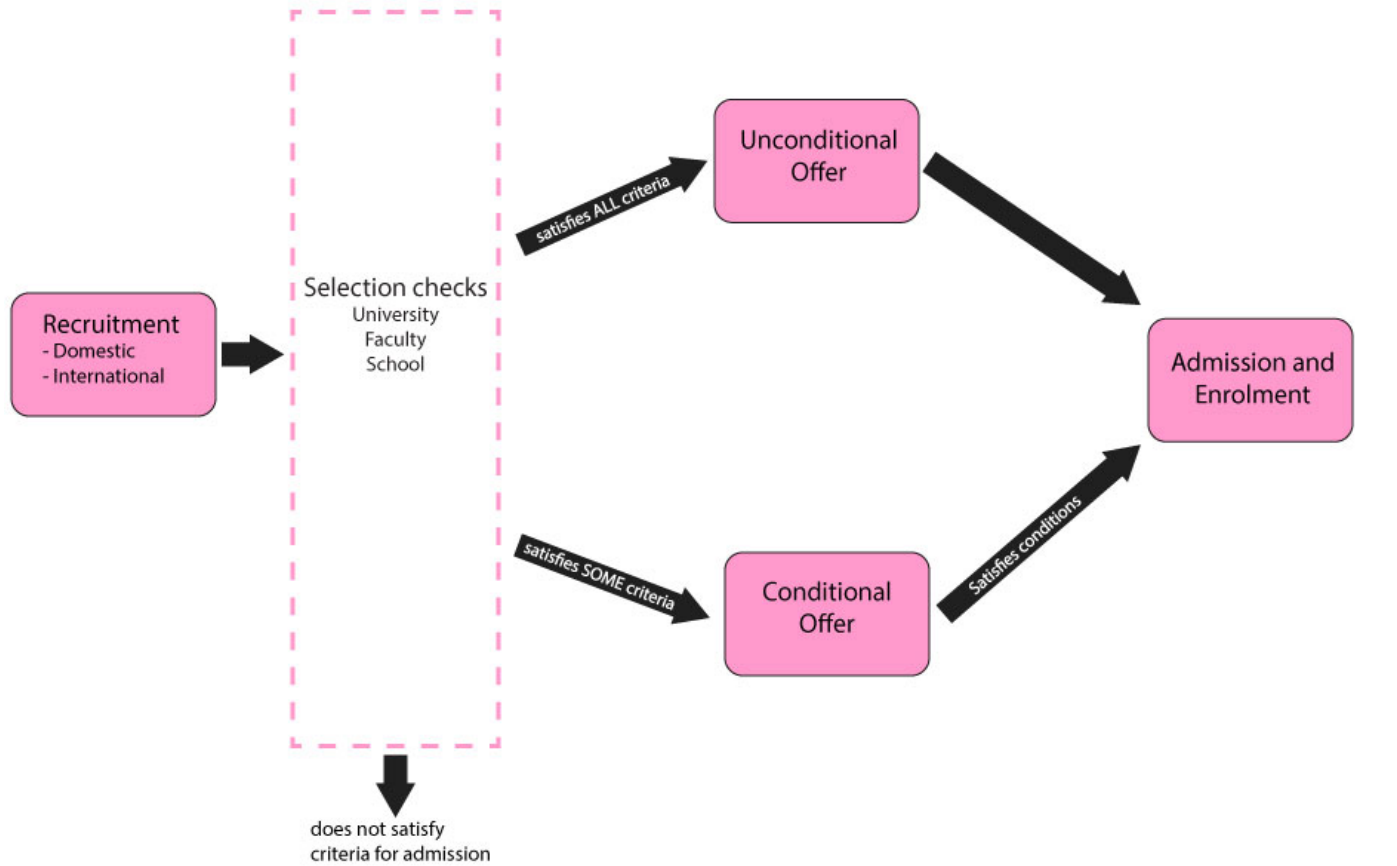 Recruitment
- Domestic
- International
Selection checks
University
Faculty
School
does not satisfy
criteria for admission
satisfies ALL criteria
Unconditional
Offer
satisfies SOME criteria
Conditional
Offer
Satisfies conditions
Admission and
Enrolment